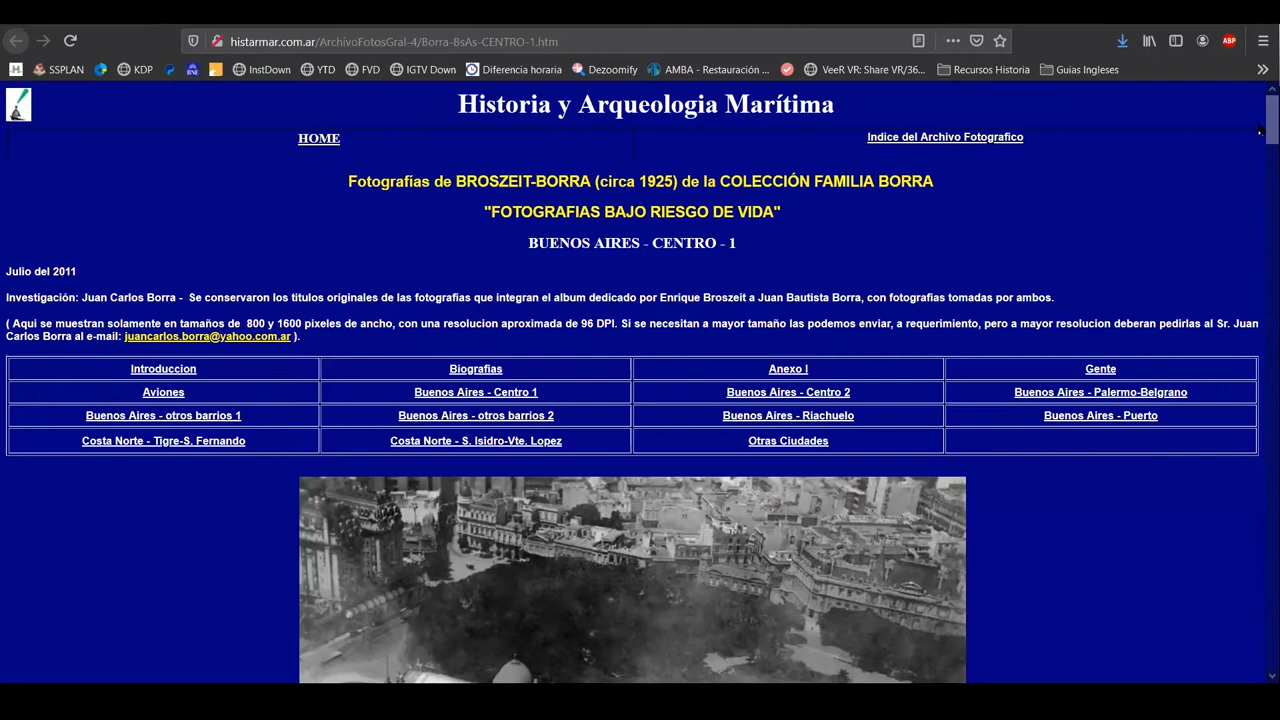 histarmar.com.ar/ArchivoFotosGral-4/Borra-BsAs-CENTRO-1.htm
ABP
H SSPLAN KDP BNE InstDown YTD FVD IGTV Down Diferencia horaria Dezoomify AMBA - Restauración ... VeeR VR: Share VR/36... Recursos Historia Guias Ingleses
Historia y Arqueologia Marítima
HOME Indice del Archivo Fotografico
Fotografías de BROSZEIT-BORRA (circa 1925) de la COLECCIÓN FAMILIA BORRA
"FOTOGRAFIAS BAJO RIESGO DE VIDA"
BUENOS AIRES - CENTRO - 1
Julio del 2011
Investigación: Juan Carlos Borra - Se conservaron los titulos originales de las fotografias que integran el album dedicado por Enrique Broszeit a Juan Bautista Borra, con fotografias tomadas por ambos.
( Aqui se muestran solamente en tamaños de 800 y 1600 pixeles de ancho, con una resolucion aproximada de 96 DPI. Si se necesitan a mayor tamaño las podemos enviar, a requerimiento, pero a mayor resolucion deberan pedirlas al Sr. Juan
Carlos Borra al e-mail: juancarlos.borra@yahoo.com.ar ).
Introduccion Biografias Anexo I Gente
Aviones Buenos Aires - Centro 1 Buenos Aires - Centro 2 Buenos Aires - Palermo-Belgrano
Buenos Aires - otros barrios 1 Buenos Aires - otros barrios 2 Buenos Aires - Riachuelo Buenos Aires - Puerto
Costa Norte - Tigre-S. Fernando Costa Norte - S. Isidro-Vte. Lopez Otras Ciudades